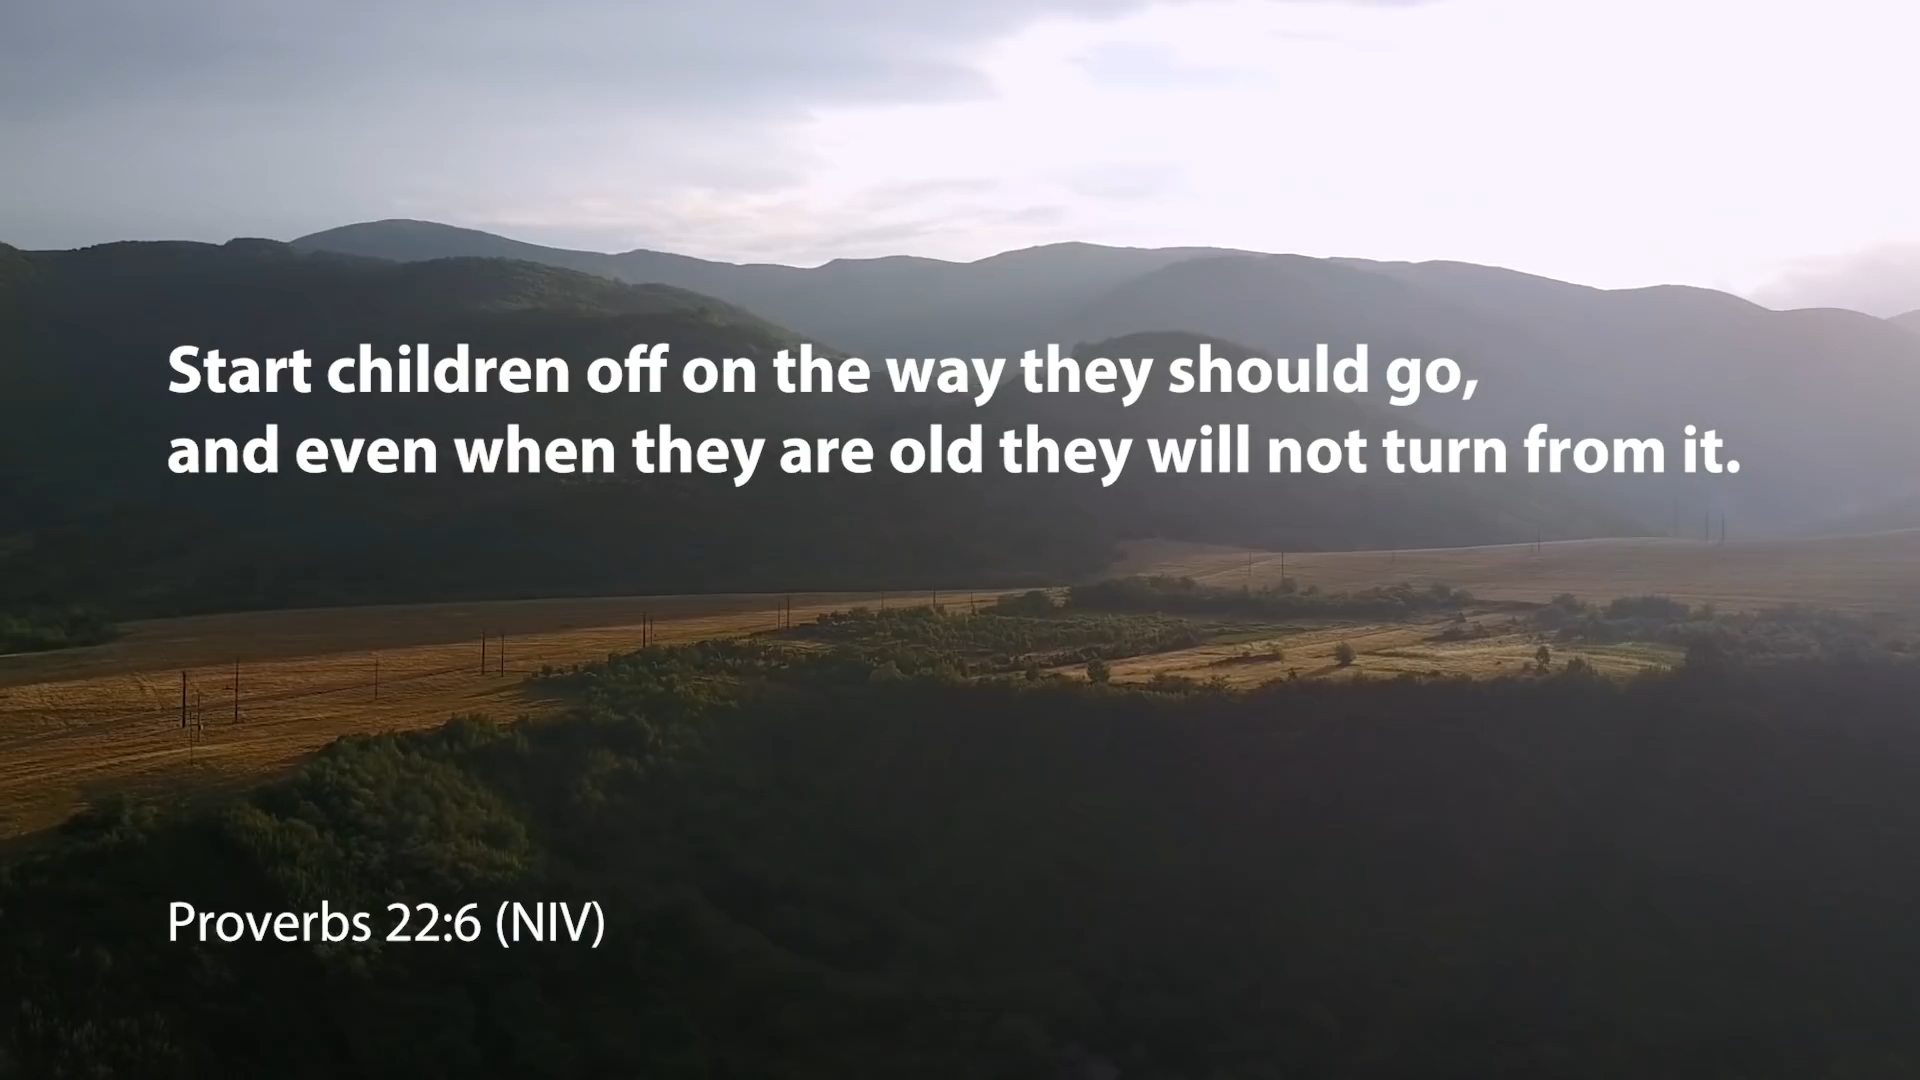 Start children off on the way they should go,
and even when they are old they will not turn from it.
Proverbs 22:6 (NIV)